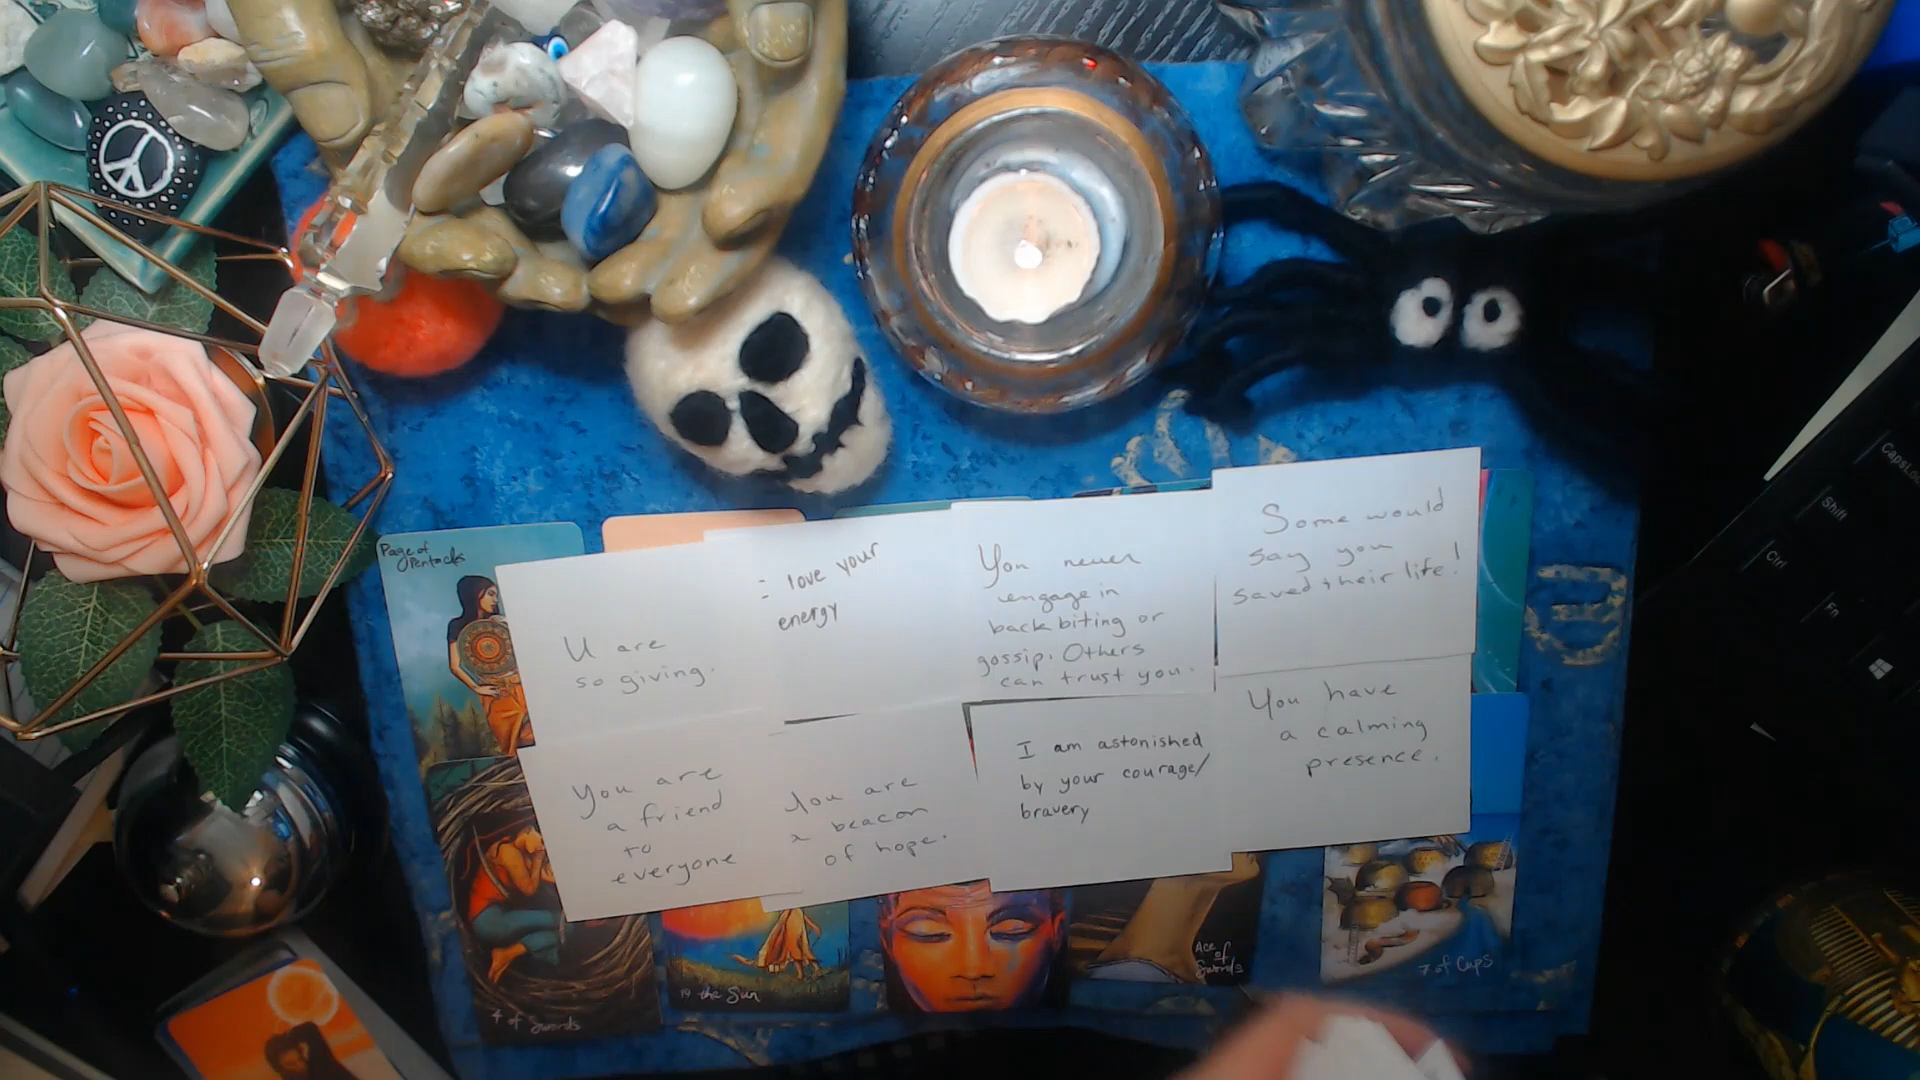 Page of
Pentacles
U are
so giving.
I love your
energy
You never
engage in
back biting or
gossip. Others
can trust you.
Some would
say you
saved their life!
You are
a friend
to
everyone
You are
a beacon
of hope.
I am astonished
by your courage/
bravery
You have
a calming
presence.
4 of Swords
19 the Sun
Ace
of
Swords
7 of Cups
Shift
Ctrl
Fn